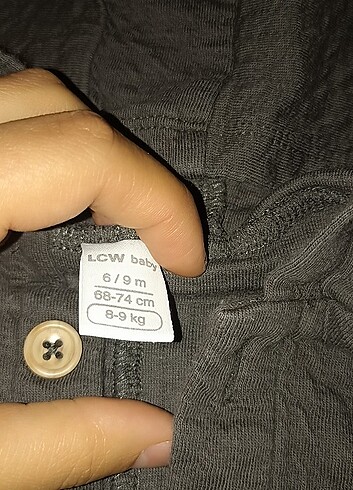 LCW baby
6 / 9 m
68-74 cm
8-9 kg